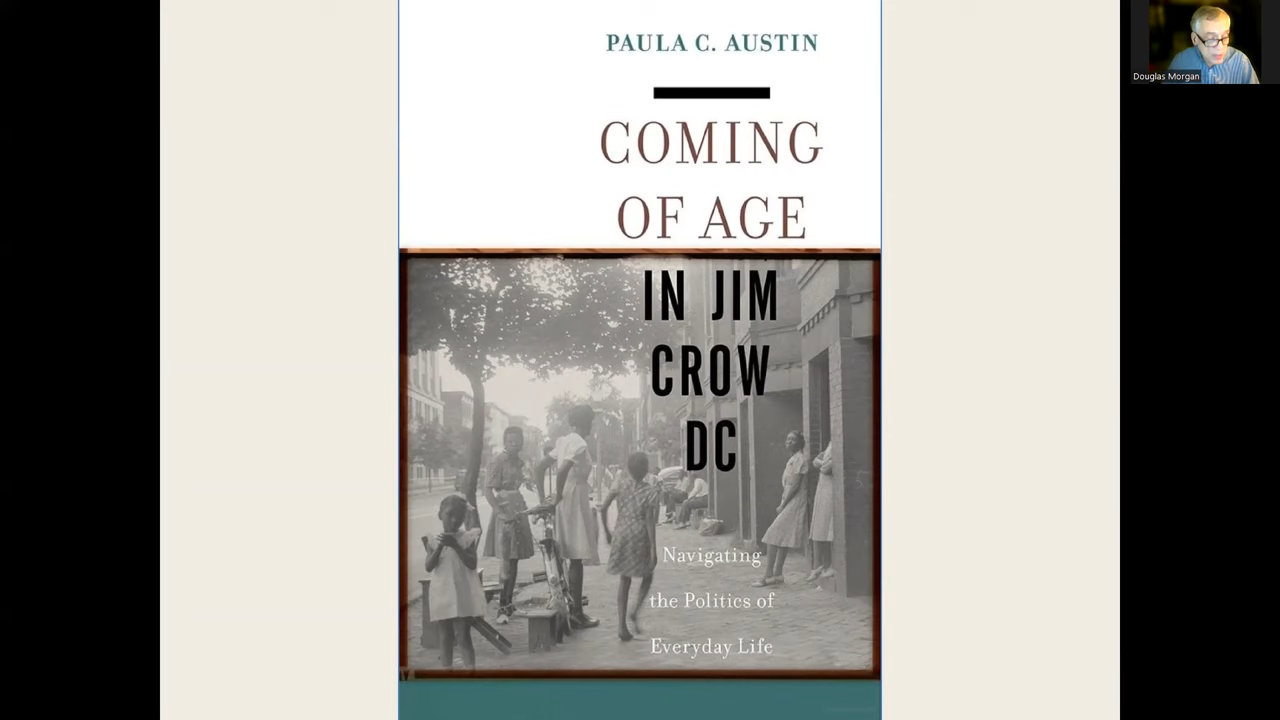 PAULA C. AUSTIN
COMING
OF AGE
IN JIM
CROW
DC
Navigating
the Politics of
Everyday Life
Douglas Morgan